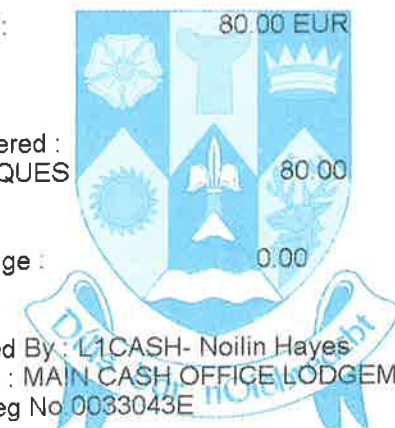 : 80.00 EUR
ered :
QUES 80.00
ge : 0.00
ed By : L1CASH- Noilin Hayes
: MAIN CASH OFFICE LODGEM
eg No.0033043E